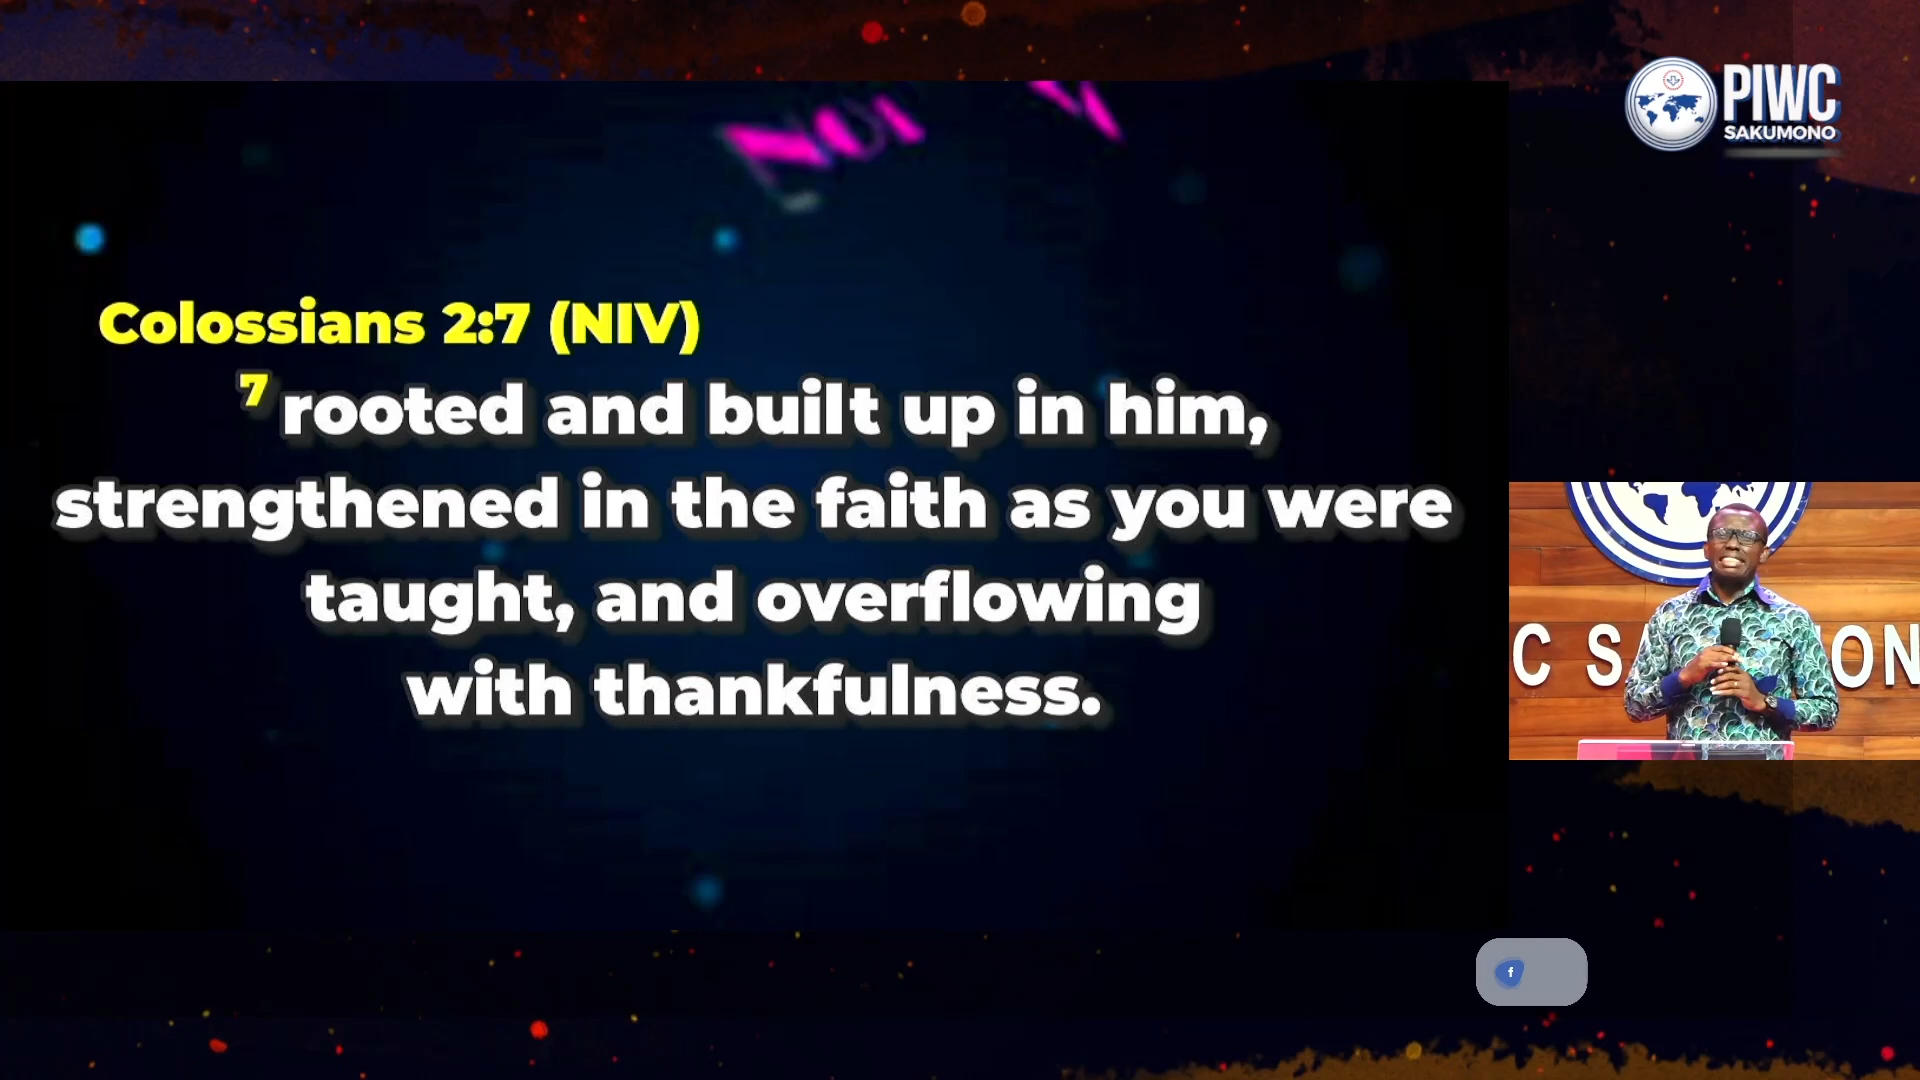 PIWC
SAKUMONO
Colossians 2:7 (NIV)
7 rooted and built up in him,
strengthened in the faith as you were
taught, and overflowing
with thankfulness.
C S ON
f